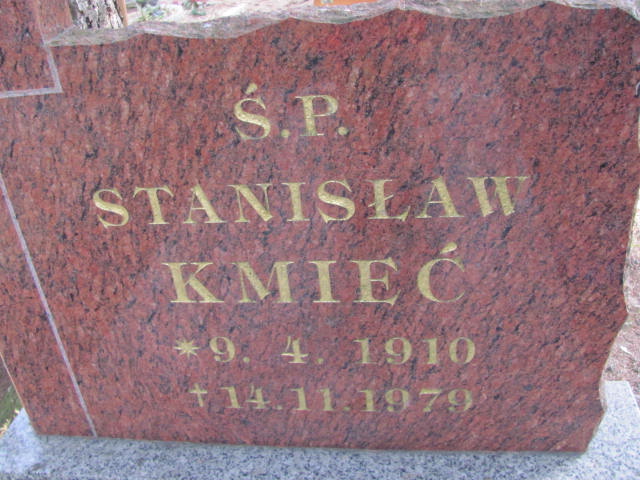 Ś.P.
STANISŁAW
KMIEĆ
*9. 4. 1910
†14.11.1979